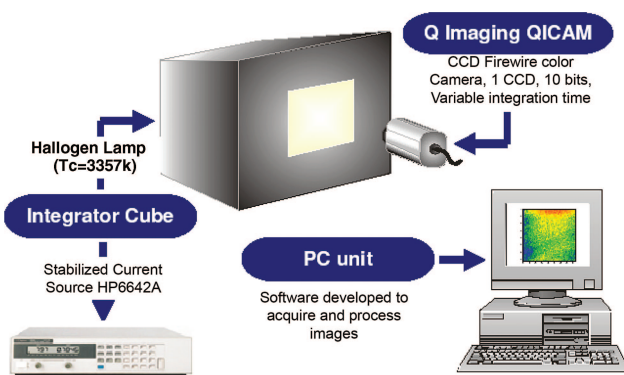 Q Imaging QICAM
CCD Firewire color
Camera, 1 CCD, 10 bits,
Variable integration time
Hallogen Lamp
(Tc=3357k)
Integrator Cube
Stabilized Current
Source HP6642A
PC unit
Software developed to
acquire and process
images